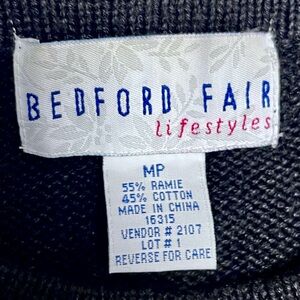 BEDFORD FAIR
lifestyles
MP
55% RAMIE
45% COTTON
MADE IN CHINA
16315
VENDOR # 2107
LOT # 1
REVERSE FOR CARE